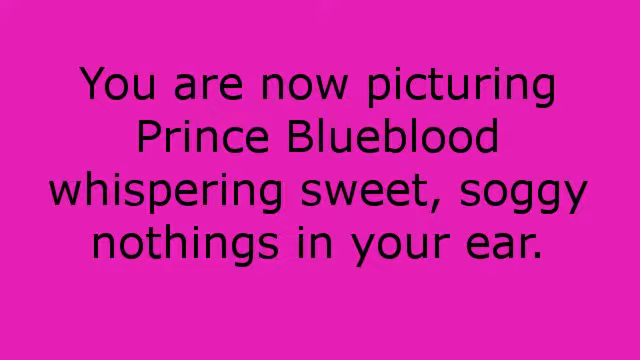 You are now picturing
Prince Blueblood
whispering sweet, soggy
nothings in your ear.